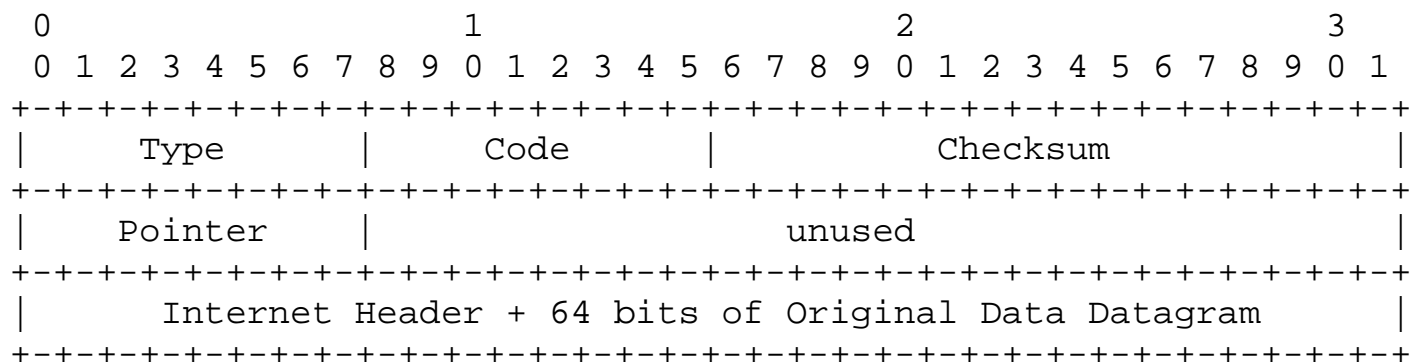 0                   1                   2                   3
 0 1 2 3 4 5 6 7 8 9 0 1 2 3 4 5 6 7 8 9 0 1 2 3 4 5 6 7 8 9 0 1
+-+-+-+-+-+-+-+-+-+-+-+-+-+-+-+-+-+-+-+-+-+-+-+-+-+-+-+-+-+-+-+-+
|     Type      |     Code      |          Checksum             |
+-+-+-+-+-+-+-+-+-+-+-+-+-+-+-+-+-+-+-+-+-+-+-+-+-+-+-+-+-+-+-+-+
|    Pointer    |                   unused                      |
+-+-+-+-+-+-+-+-+-+-+-+-+-+-+-+-+-+-+-+-+-+-+-+-+-+-+-+-+-+-+-+-+
|      Internet Header + 64 bits of Original Data Datagram      |
+-+-+-+-+-+-+-+-+-+-+-+-+-+-+-+-+-+-+-+-+-+-+-+-+-+-+-+-+-+-+-+-+